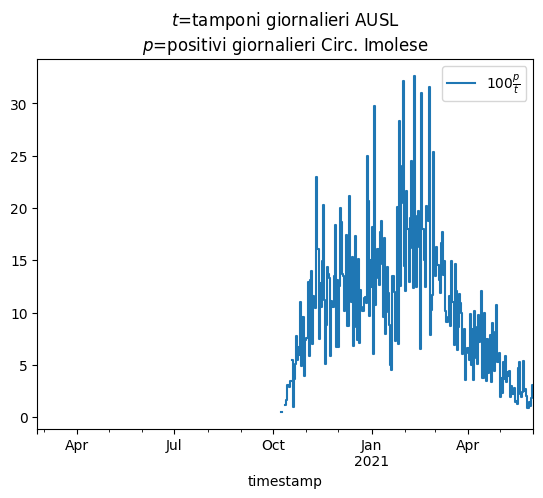 t=tamponi giornalieri AUSL
p=positivi giornalieri Circ. Imolese
100p/t
30
25
20
15
10
5
0
Apr Jul Oct Jan Apr
2021
timestamp